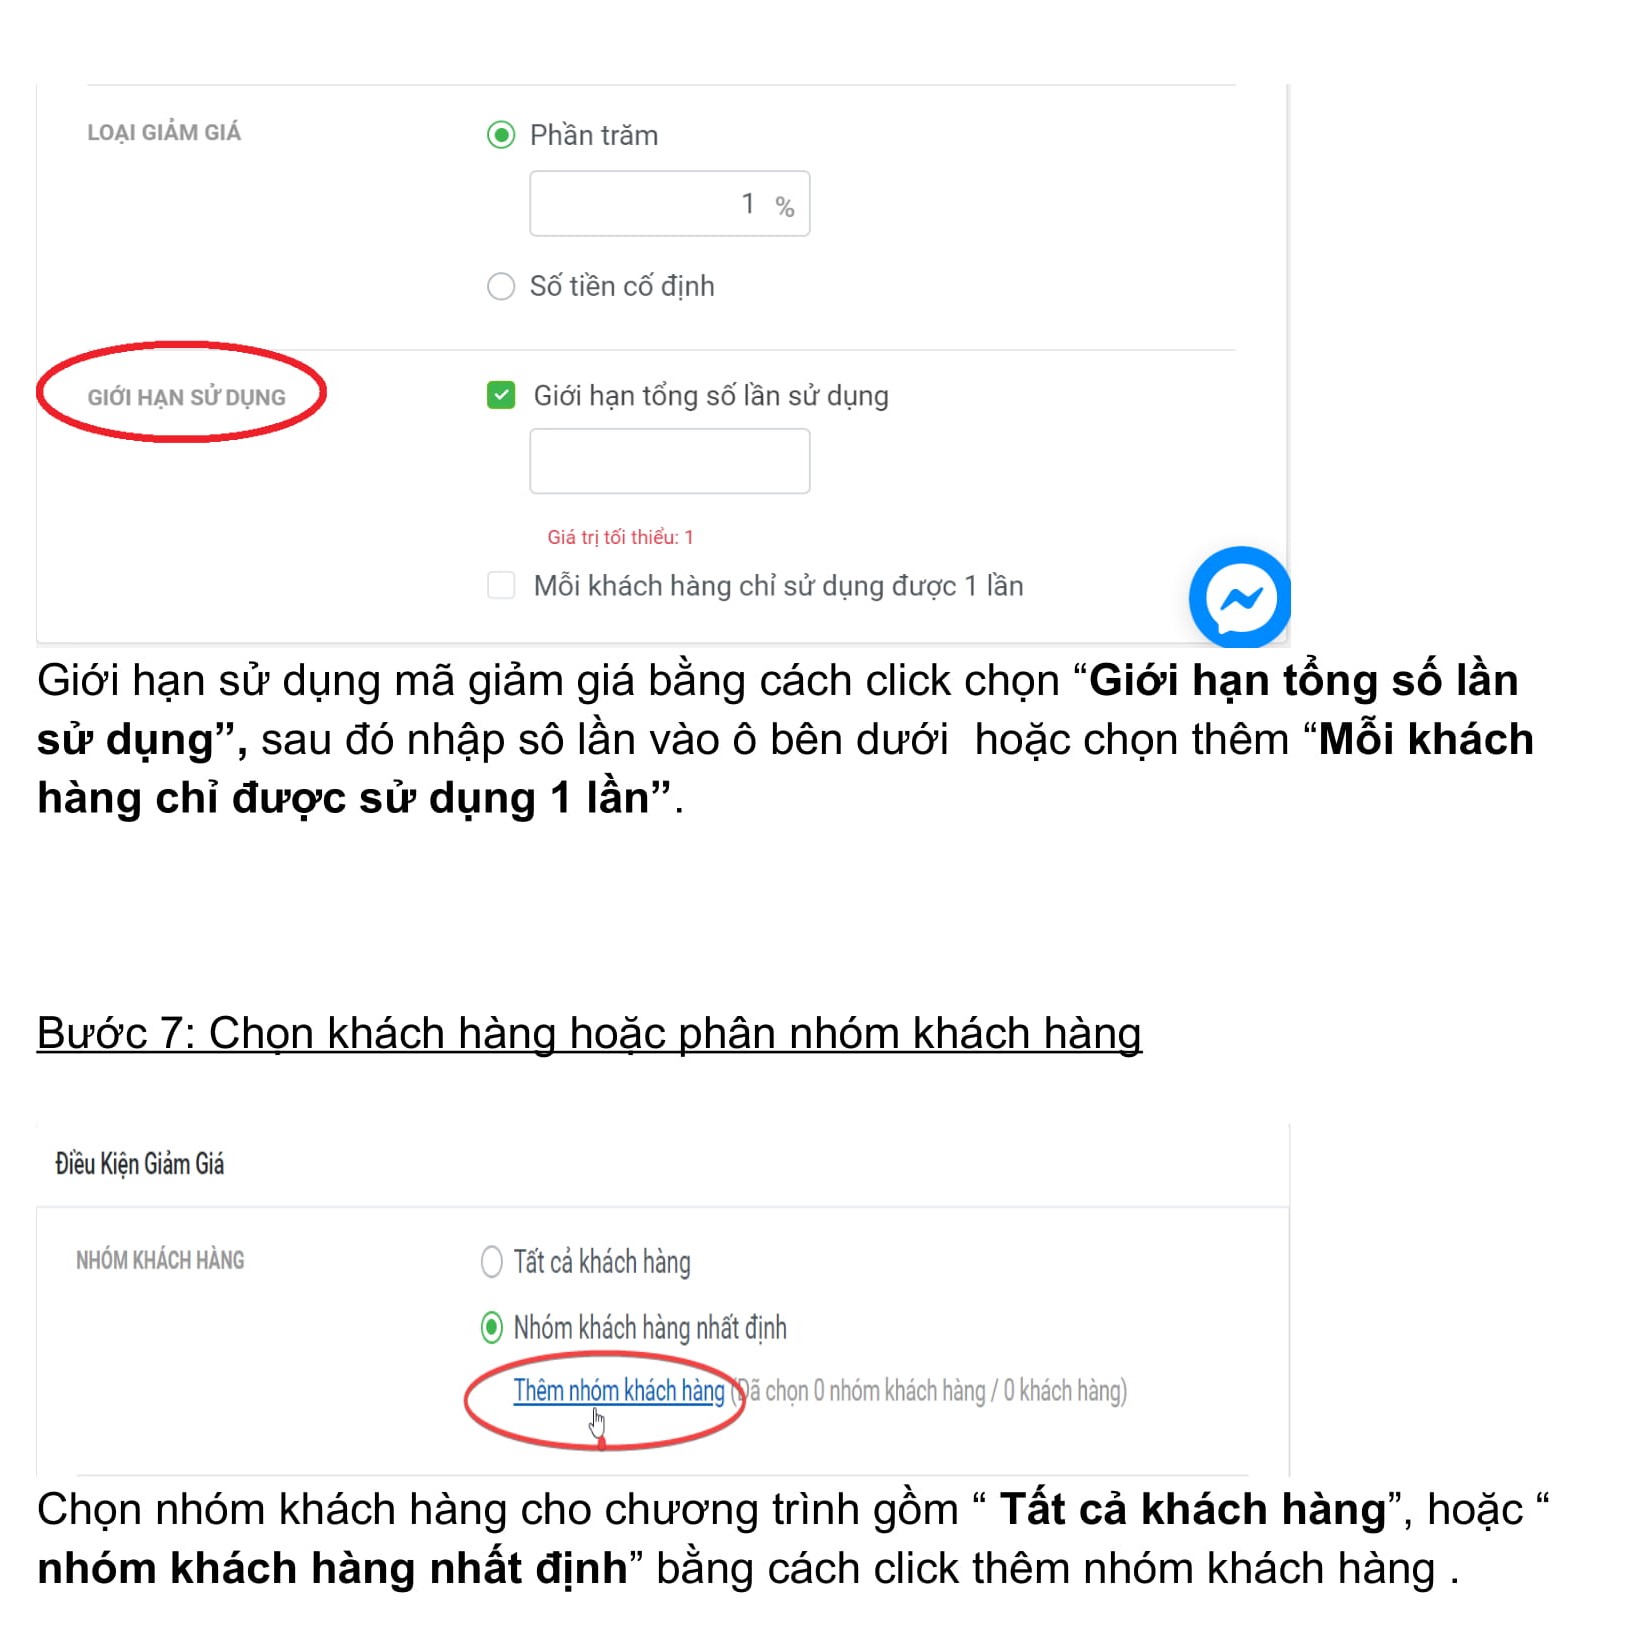 LOẠI GIẢM GIÁ
Phần trăm
1 %
Số tiền cố định
GIỚI HẠN SỬ DỤNG
Giới hạn tổng số lần sử dụng
Giá trị tối thiểu: 1
Mỗi khách hàng chỉ sử dụng được 1 lần
Giới hạn sử dụng mã giảm giá bằng cách click chọn “Giới hạn tổng số lần
sử dụng”, sau đó nhập sô lần vào ô bên dưới  hoặc chọn thêm “Mỗi khách
hàng chỉ được sử dụng 1 lần”.
Bước 7: Chọn khách hàng hoặc phân nhóm khách hàng
Điều Kiện Giảm Giá
NHÓM KHÁCH HÀNG
Tất cả khách hàng
Nhóm khách hàng nhất định
Thêm nhóm khách hàng (Đã chọn 0 nhóm khách hàng / 0 khách hàng)
Chọn nhóm khách hàng cho chương trình gồm “ Tất cả khách hàng”, hoặc “
nhóm khách hàng nhất định” bằng cách click thêm nhóm khách hàng .